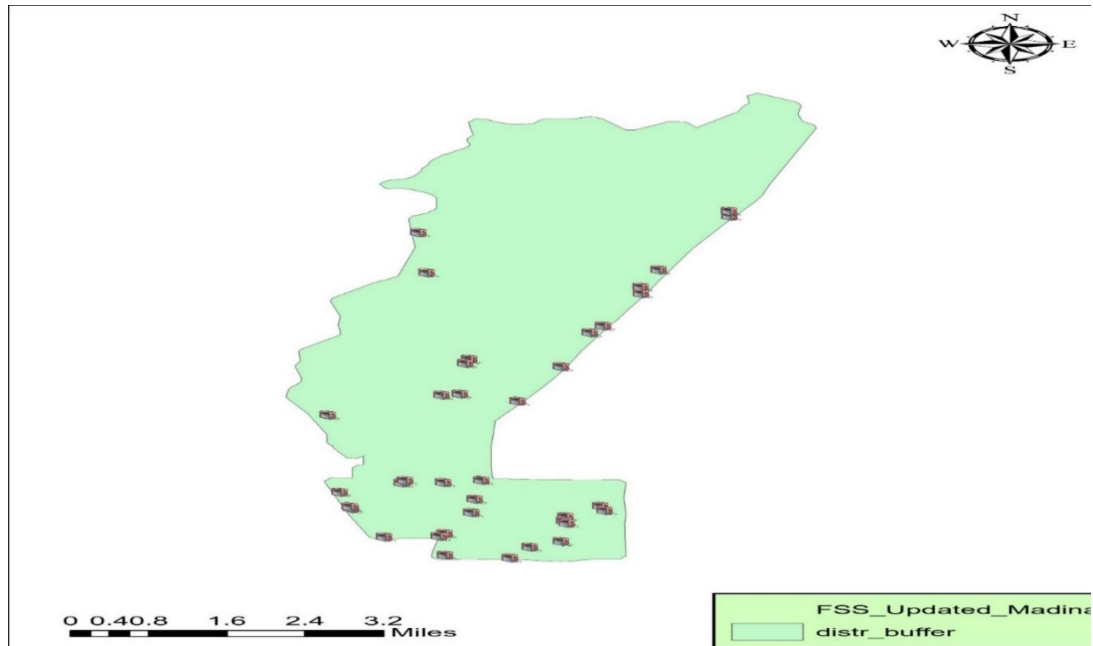 N
W E
S
0 0.40.8 1.6 2.4 3.2
Miles
FSS_Updated_Madina
distr_buffer